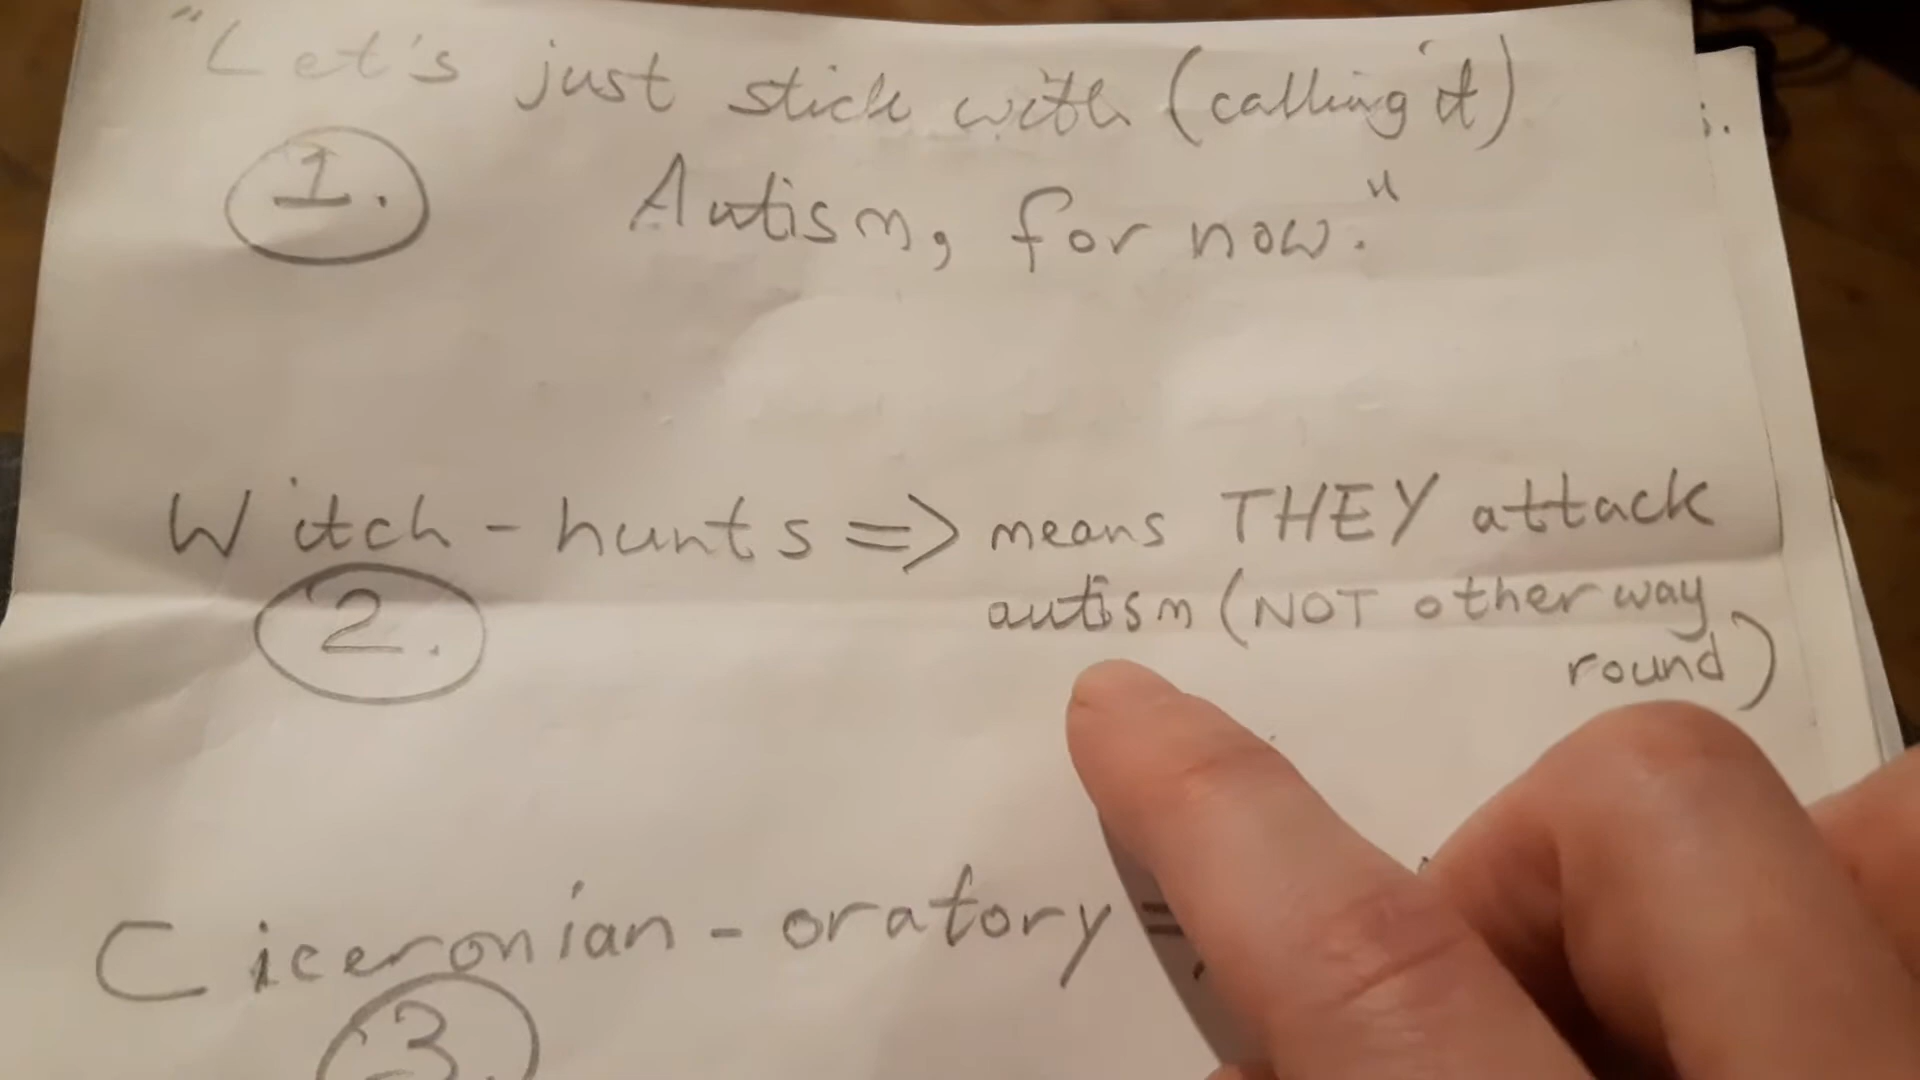 "Let's just stick with (calling it)
1. Autism, for now."
Witch-hunts => means THEY attack
2. autism (NOT other way
round)
Ciceronian-oratory =>
3.